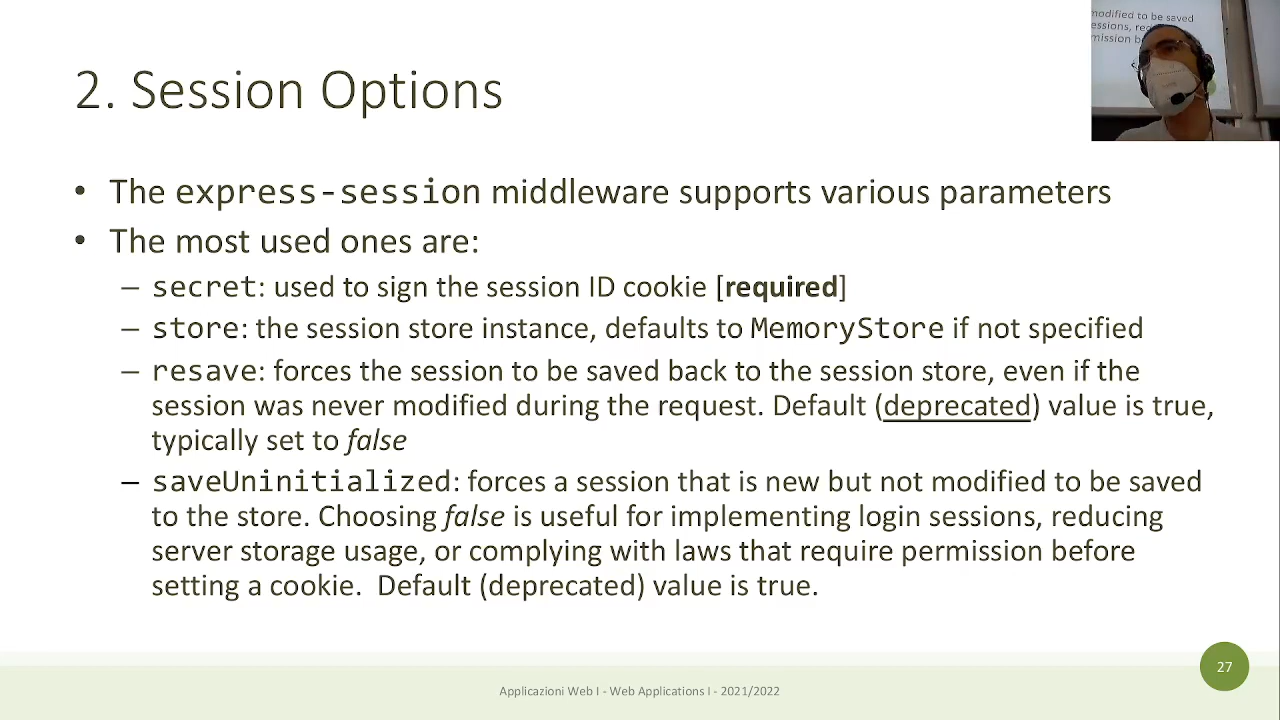 modified to be saved
2. Session Options
• The express-session middleware supports various parameters
• The most used ones are:
– secret: used to sign the session ID cookie [required]
– store: the session store instance, defaults to MemoryStore if not specified
– resave: forces the session to be saved back to the session store, even if the
session was never modified during the request. Default (deprecated) value is true,
typically set to false
– saveUninitialized: forces a session that is new but not modified to be saved
to the store. Choosing false is useful for implementing login sessions, reducing
server storage usage, or complying with laws that require permission before
setting a cookie.  Default (deprecated) value is true.
27
Applicazioni Web I - Web Applications I - 2021/2022